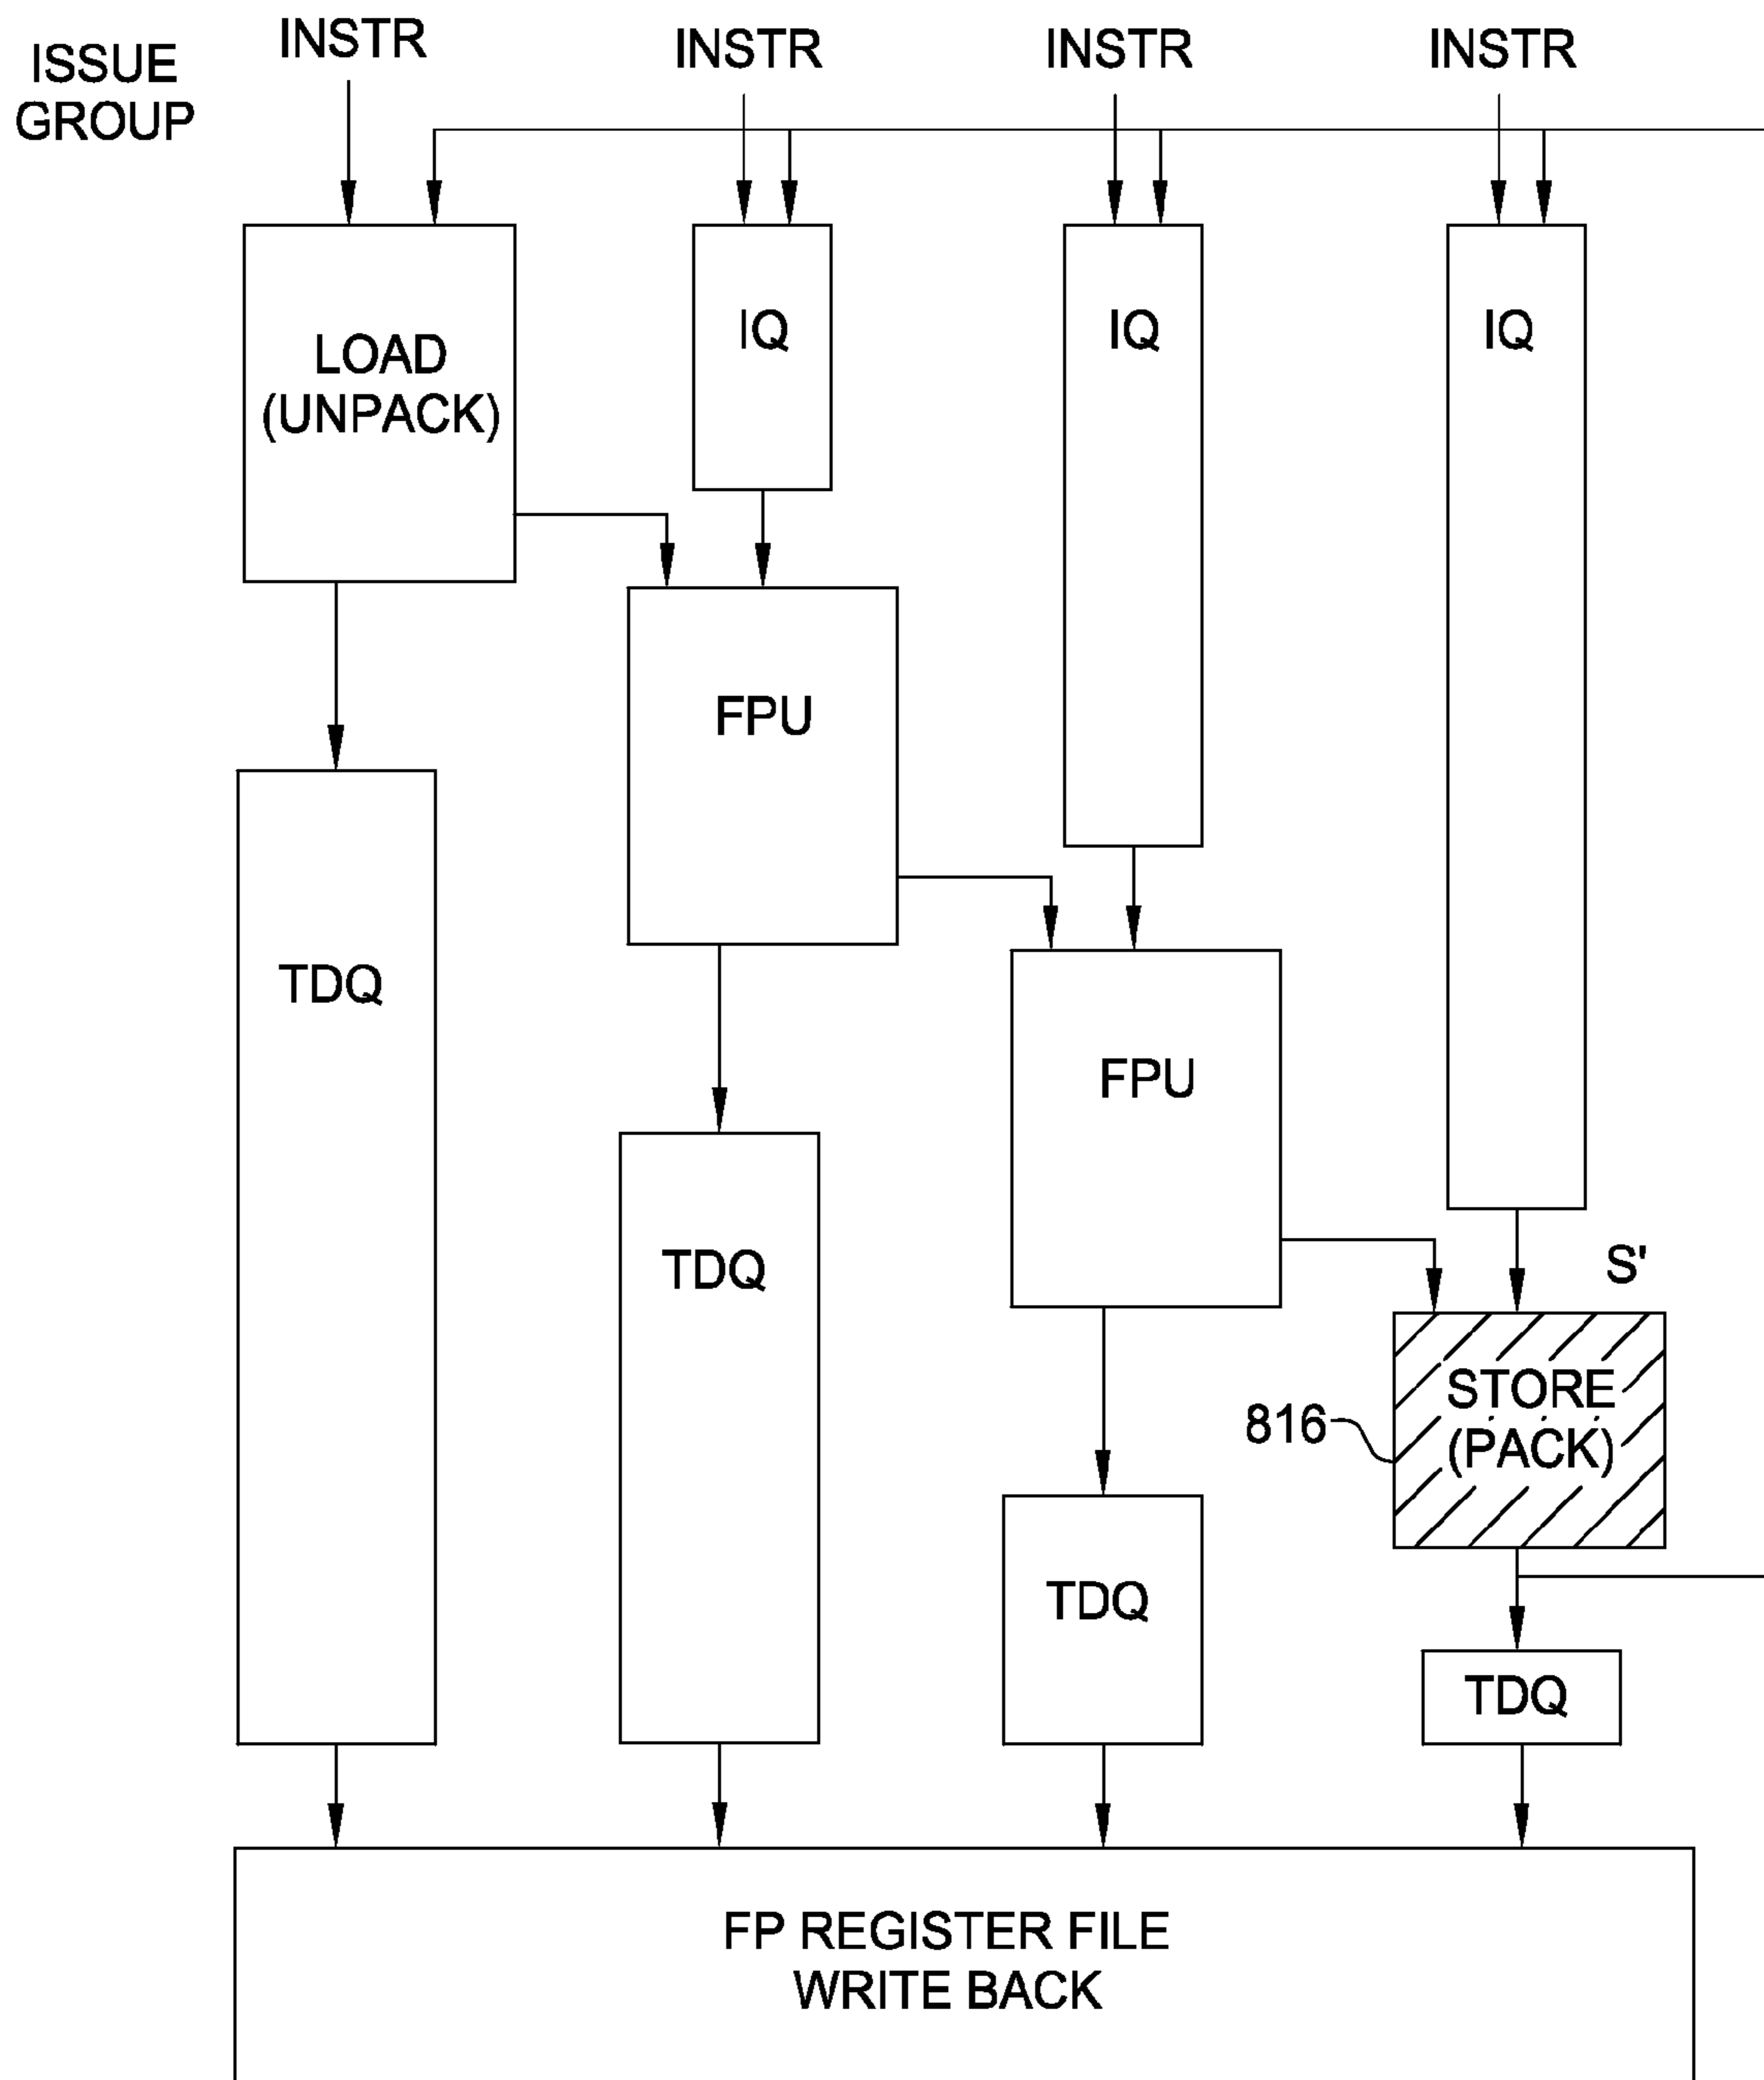 ISSUE
GROUP
INSTR
INSTR
INSTR
INSTR
LOAD
(UNPACK)
IQ
IQ
IQ
FPU
TDQ
FPU
TDQ
S'
816
STORE
(PACK)
TDQ
TDQ
FP REGISTER FILE
WRITE BACK